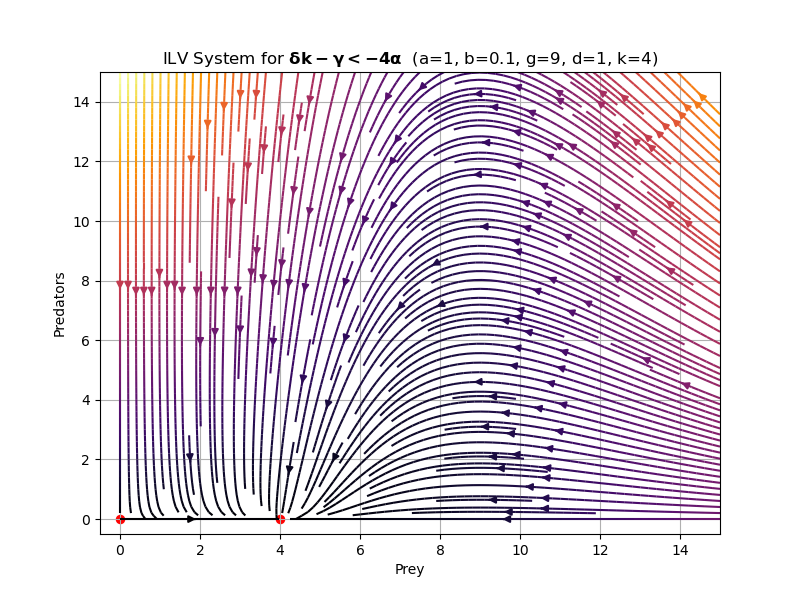 ILV System for δk − γ < −4α (a=1, b=0.1, g=9, d=1, k=4)
14
12
10
8
6
4
2
0
Predators
0 2 4 6 8 10 12 14
Prey